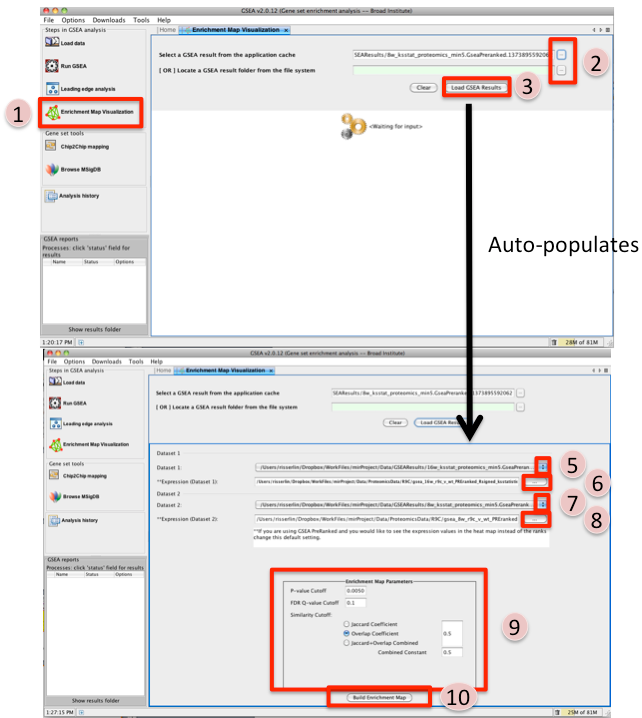 GSEA v2.0.12 (Gene set enrichment analysis -- Broad Institute)
File Options Downloads Tools Help
Steps in GSEA analysis
Home Enrichment Map Visualization ×
Load data
Select a GSEA result from the application cache
SEAResults/8w_ksstat_proteomics_min5.GseaPreranked.1373895592062
...
2
Run GSEA
[ OR ] Locate a GSEA result folder from the file system
...
Leading edge analysis
Clear
Load GSEA Results
3
1
Enrichment Map Visualization
<Waiting for input>
Gene set tools
Chip2Chip mapping
Browse MSigDB
Analysis history
Auto-populates
GSEA reports
Processes: click 'status' field for
results
Name Status Options
Show results folder
1:20:17 PM
28M of 81M
GSEA v2.0.12 (Gene set enrichment analysis -- Broad Institute)
File Options Downloads Tools Help
Steps in GSEA analysis
Home Enrichment Map Visualization ×
Load data
Select a GSEA result from the application cache
SEAResults/8w_ksstat_proteomics_min5.GseaPreranked.1373895592062
...
Run GSEA
[ OR ] Locate a GSEA result folder from the file system
...
Leading edge analysis
Clear
Load GSEA Results
Enrichment Map Visualization
Dataset 1
Gene set tools
Dataset 1:
/Users/risserlin/Dropbox/WorkFiles/mirProject/Data/GSEAResults/16w_ksstat_proteomics_min5.GseaPreran...
5
Chip2Chip mapping
**Expression (Dataset 1):
...
6
Dataset 2
Browse MSigDB
Dataset 2:
/Users/risserlin/Dropbox/WorkFiles/mirProject/Data/GSEAResults/8w_ksstat_proteomics_min5.GseaPrerank...
7
Analysis history
**Expression (Dataset 2):
/Users/risserlin/Dropbox/WorkFiles/mirProject/Data/ProteomicsData/R9C/gsea_8w_r9c_v_wt_PREranked
...
8
**If you are using GSEA PreRanked and you would like to see the expression values in the heat map instead of the ranks
change this default setting.
GSEA reports
Processes: click 'status' field for results
Name Status Options
Enrichment Map Parameters
P-value Cutoff 0.0050
FDR Q-value Cutoff 0.1
Similarity Cutoff:
Jaccard Coefficient
Overlap Coefficient 0.5
Jaccard+Overlap Combined
Combined Constant 0.5
9
Build Enrichment Map
10
Show results folder
1:27:15 PM
25M of 81M